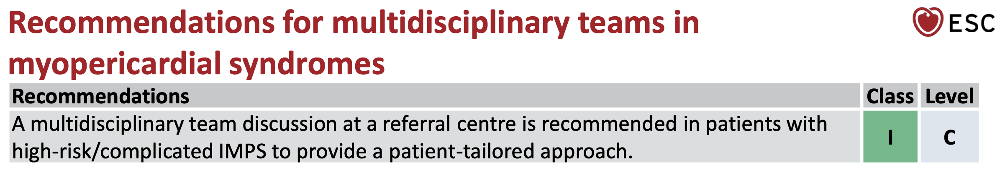 Recommendations for multidisciplinary teams in
myopericardial syndromes
ESC
Recommendations Class Level
A multidisciplinary team discussion at a referral centre is recommended in patients with
high-risk/complicated IMPS to provide a patient-tailored approach.
I C